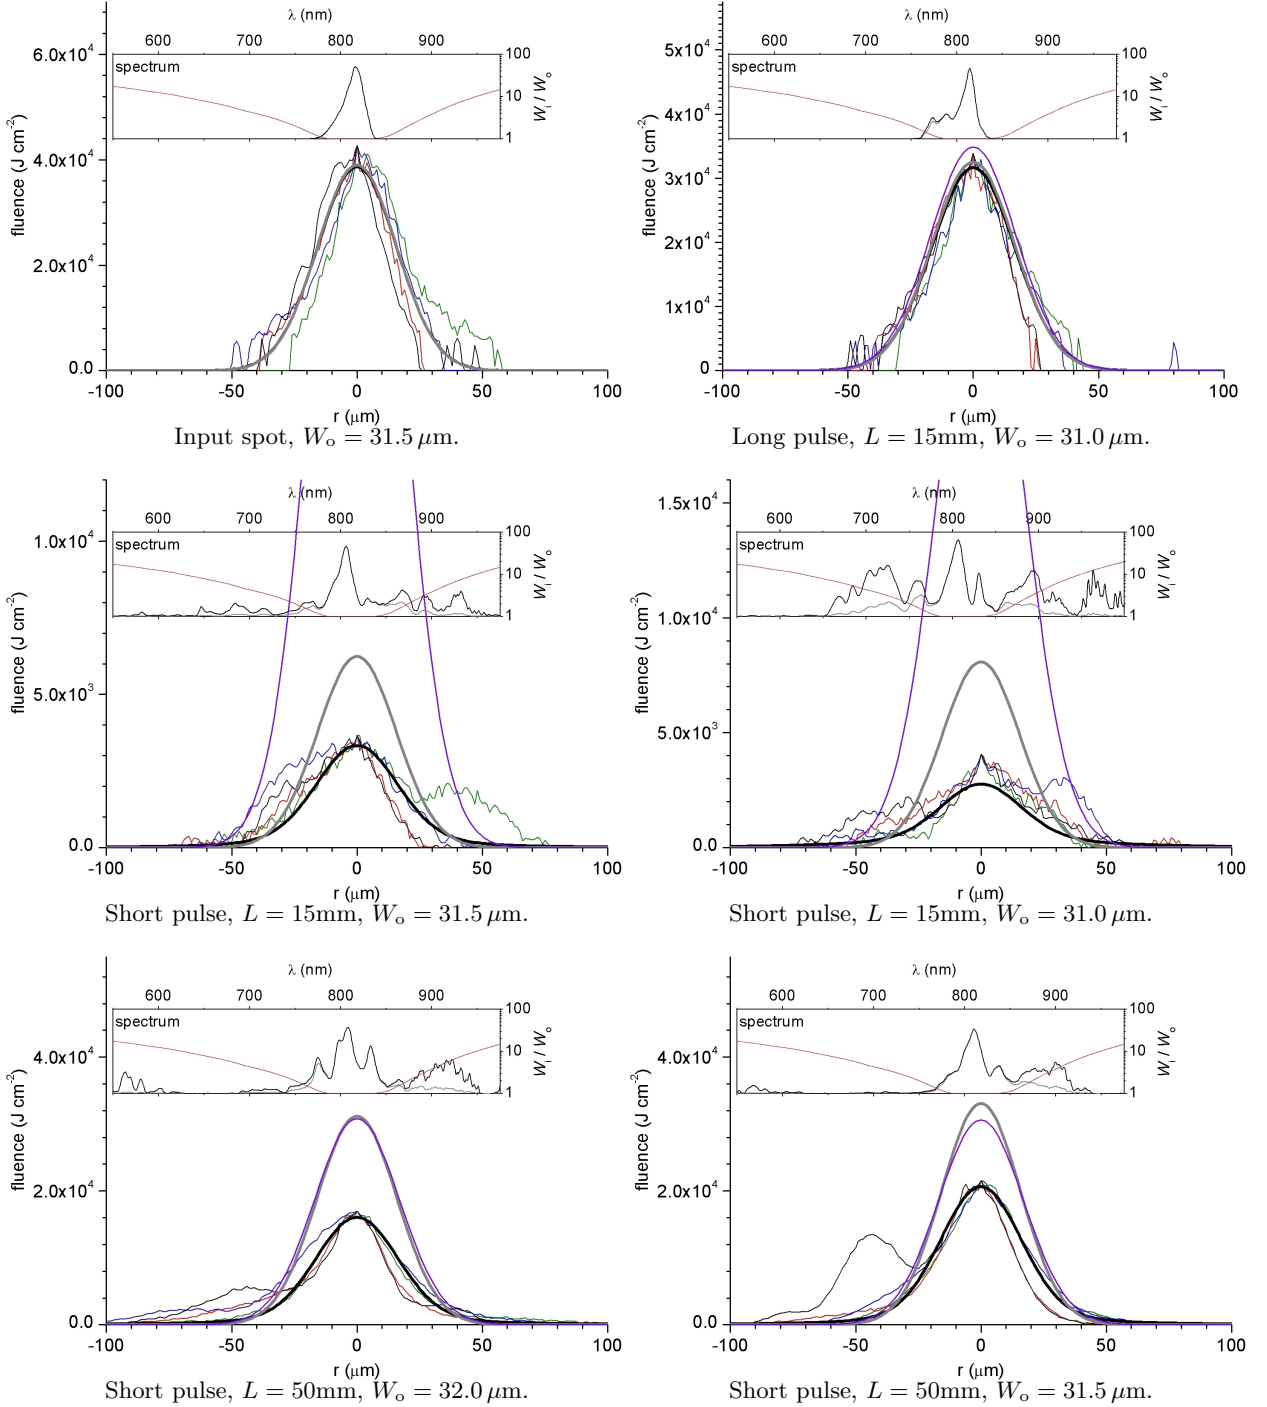 λ (nm)
600 700 800 900
100
10
1
spectrum
W_i / W_o
6.0x10^4
4.0x10^4
2.0x10^4
0.0
fluence (J cm^-2)
-100 -50 0 50 100
r (μm)
Input spot, W_o = 31.5 μm.
λ (nm)
600 700 800 900
100
10
1
spectrum
W_i / W_o
5x10^4
4x10^4
3x10^4
2x10^4
1x10^4
0
fluence (J cm^-2)
-100 -50 0 50 100
r (μm)
Long pulse, L = 15mm, W_o = 31.0 μm.
λ (nm)
600 700 800 900
100
10
1
spectrum
W_i / W_o
1.0x10^4
5.0x10^3
0.0
fluence (J cm^-2)
-100 -50 0 50 100
r (μm)
Short pulse, L = 15mm, W_o = 31.5 μm.
λ (nm)
600 700 800 900
100
10
1
spectrum
W_i / W_o
1.5x10^4
1.0x10^4
5.0x10^3
0.0
fluence (J cm^-2)
-100 -50 0 50 100
r (μm)
Short pulse, L = 15mm, W_o = 31.0 μm.
λ (nm)
600 700 800 900
100
10
1
spectrum
W_i / W_o
4.0x10^4
2.0x10^4
0.0
fluence (J cm^-2)
-100 -50 0 50 100
r (μm)
Short pulse, L = 50mm, W_o = 32.0 μm.
λ (nm)
600 700 800 900
100
10
1
spectrum
W_i / W_o
4.0x10^4
2.0x10^4
0.0
fluence (J cm^-2)
-100 -50 0 50 100
r (μm)
Short pulse, L = 50mm, W_o = 31.5 μm.